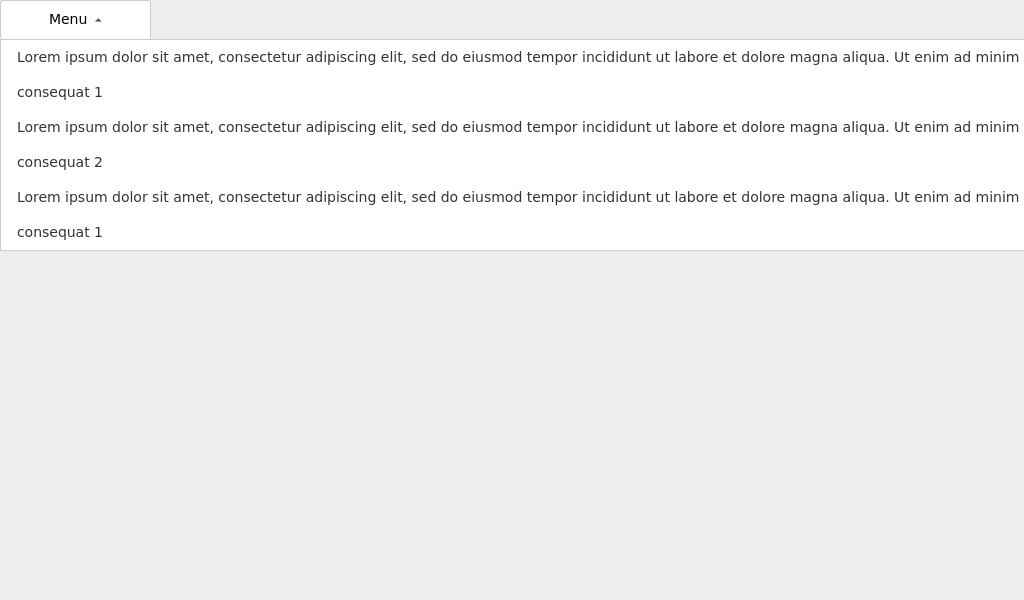 Menu
Lorem ipsum dolor sit amet, consectetur adipiscing elit, sed do eiusmod tempor incididunt ut labore et dolore magna aliqua. Ut enim ad minim
consequat 1
Lorem ipsum dolor sit amet, consectetur adipiscing elit, sed do eiusmod tempor incididunt ut labore et dolore magna aliqua. Ut enim ad minim
consequat 2
Lorem ipsum dolor sit amet, consectetur adipiscing elit, sed do eiusmod tempor incididunt ut labore et dolore magna aliqua. Ut enim ad minim
consequat 1